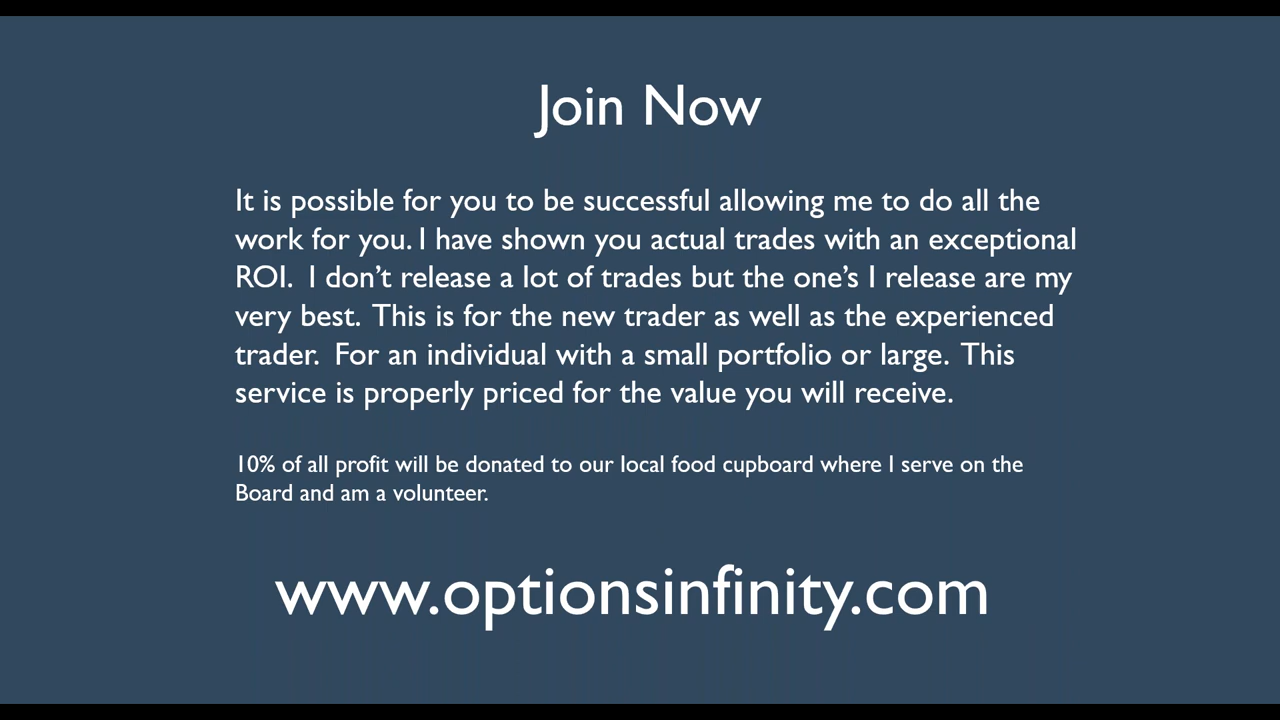 Join Now
It is possible for you to be successful allowing me to do all the
work for you. I have shown you actual trades with an exceptional
ROI.  I don’t release a lot of trades but the one’s I release are my
very best.  This is for the new trader as well as the experienced
trader.  For an individual with a small portfolio or large.  This
service is properly priced for the value you will receive.
10% of all profit will be donated to our local food cupboard where I serve on the
Board and am a volunteer.
www.optionsinfinity.com